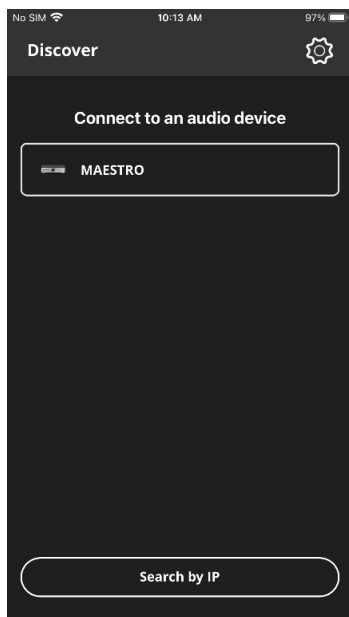 No SIM 10:13 AM 97%
Discover
Connect to an audio device
MAESTRO
Search by IP